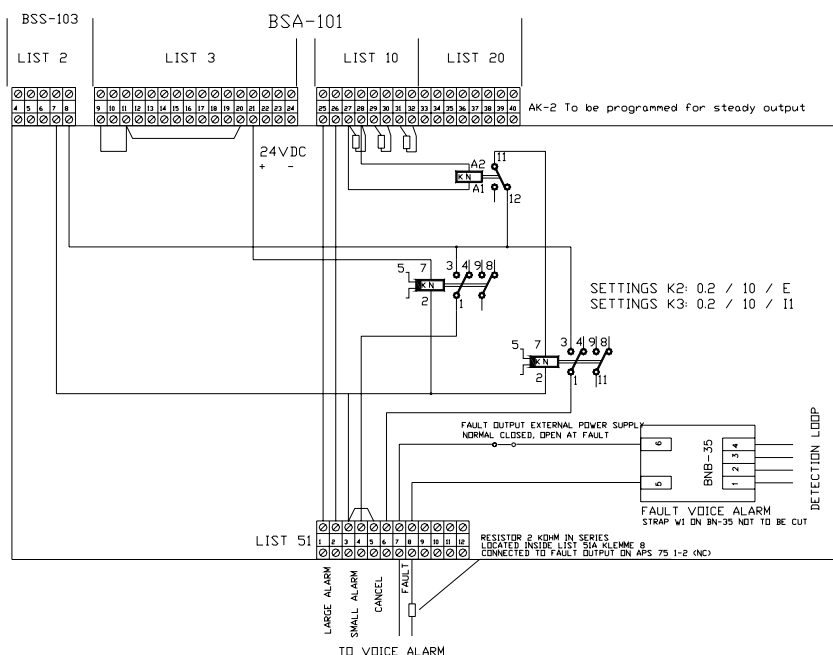 BSS-103
BSA-101
LIST 2
LIST 3
LIST 10
LIST 20
4 5 6 7 8
9 10 11 12 13 14 15 16 17 18 19 20 21 22 23 24
25 26 27 28 29 30 31 32 33 34 35 36 37 38 39 40
AK-2 To be programmed for steady output
24VDC
+ -
A2
11
KN
A1
12
5
7
3 4 9 8
KN
2
1
SETTINGS K2: 0.2 / 10 / E
SETTINGS K3: 0.2 / 10 / I1
5
7
3 4 9 8
KN
2
1
11
FAULT OUTPUT EXTERNAL POWER SUPPLY
NORMAL CLOSED, OPEN AT FAULT
6
5
BNB-35
4
3
2
1
DETECTION LOOP
FAULT VOICE ALARM
STRAP W1 ON BN-35 NOT TO BE CUT
LIST 51
1 2 3 4 5 6 7 8 9 10 11 12
RESISTOR 2 KOHM IN SERIES
LOCATED INSIDE LIST 51A KLEMME 8
CONNECTED TO FAULT OUTPUT ON APS 75 1-2 (NC)
LARGE ALARM
SMALL ALARM
CANCEL
FAULT
TO VOICE ALARM